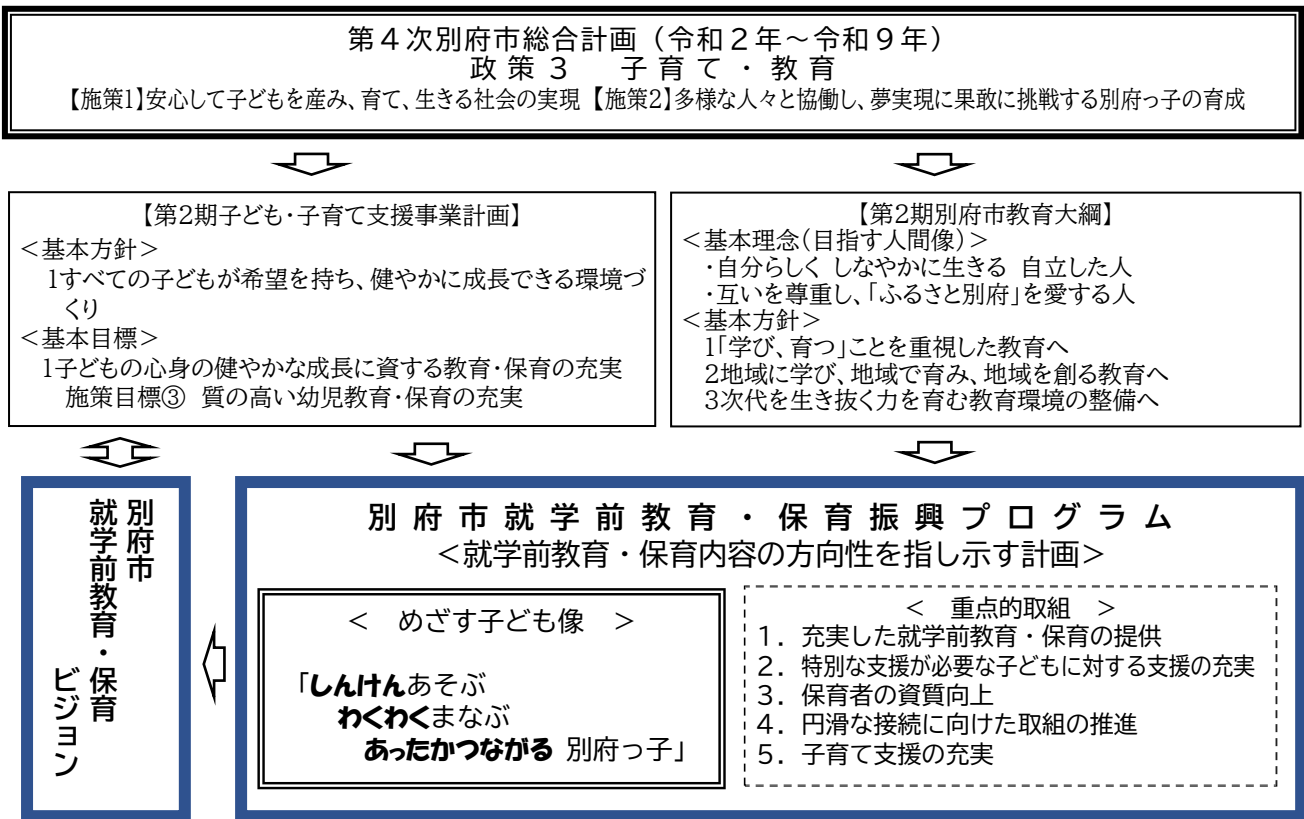 第4次別府市総合計画（令和2年～令和9年）
政策3　子育て・教育
【施策1】安心して子どもを産み、育て、生きる社会の実現【施策2】多様な人々と協働し、夢実現に果敢に挑戦する別府っ子の育成
【第2期子ども・子育て支援事業計画】
＜基本方針＞
1すべての子どもが希望を持ち、健やかに成長できる環境づ
くり
＜基本目標＞
1子どもの心身の健やかな成長に資する教育・保育の充実
施策目標③　質の高い幼児教育・保育の充実
【第2期別府市教育大綱】
＜基本理念（目指す人間像）＞
・自分らしく しなやかに生きる 自立した人
・互いを尊重し、「ふるさと別府」を愛する人
＜基本方針＞
1「学び、育つ」ことを重視した教育へ
2地域に学び、地域で育み、地域を創る教育へ
3次代を生き抜く力を育む教育環境の整備へ
別府市
就学前教育・保育
ビジョン
別府市就学前教育・保育振興プログラム
＜就学前教育・保育内容の方向性を指し示す計画＞
＜　めざす子ども像　＞
「しんけんあそぶ
わくわくまなぶ
あったかつながる 別府っ子」
＜　重点的取組　＞
1．充実した就学前教育・保育の提供
2．特別な支援が必要な子どもに対する支援の充実
3．保育者の資質向上
4．円滑な接続に向けた取組の推進
5．子育て支援の充実